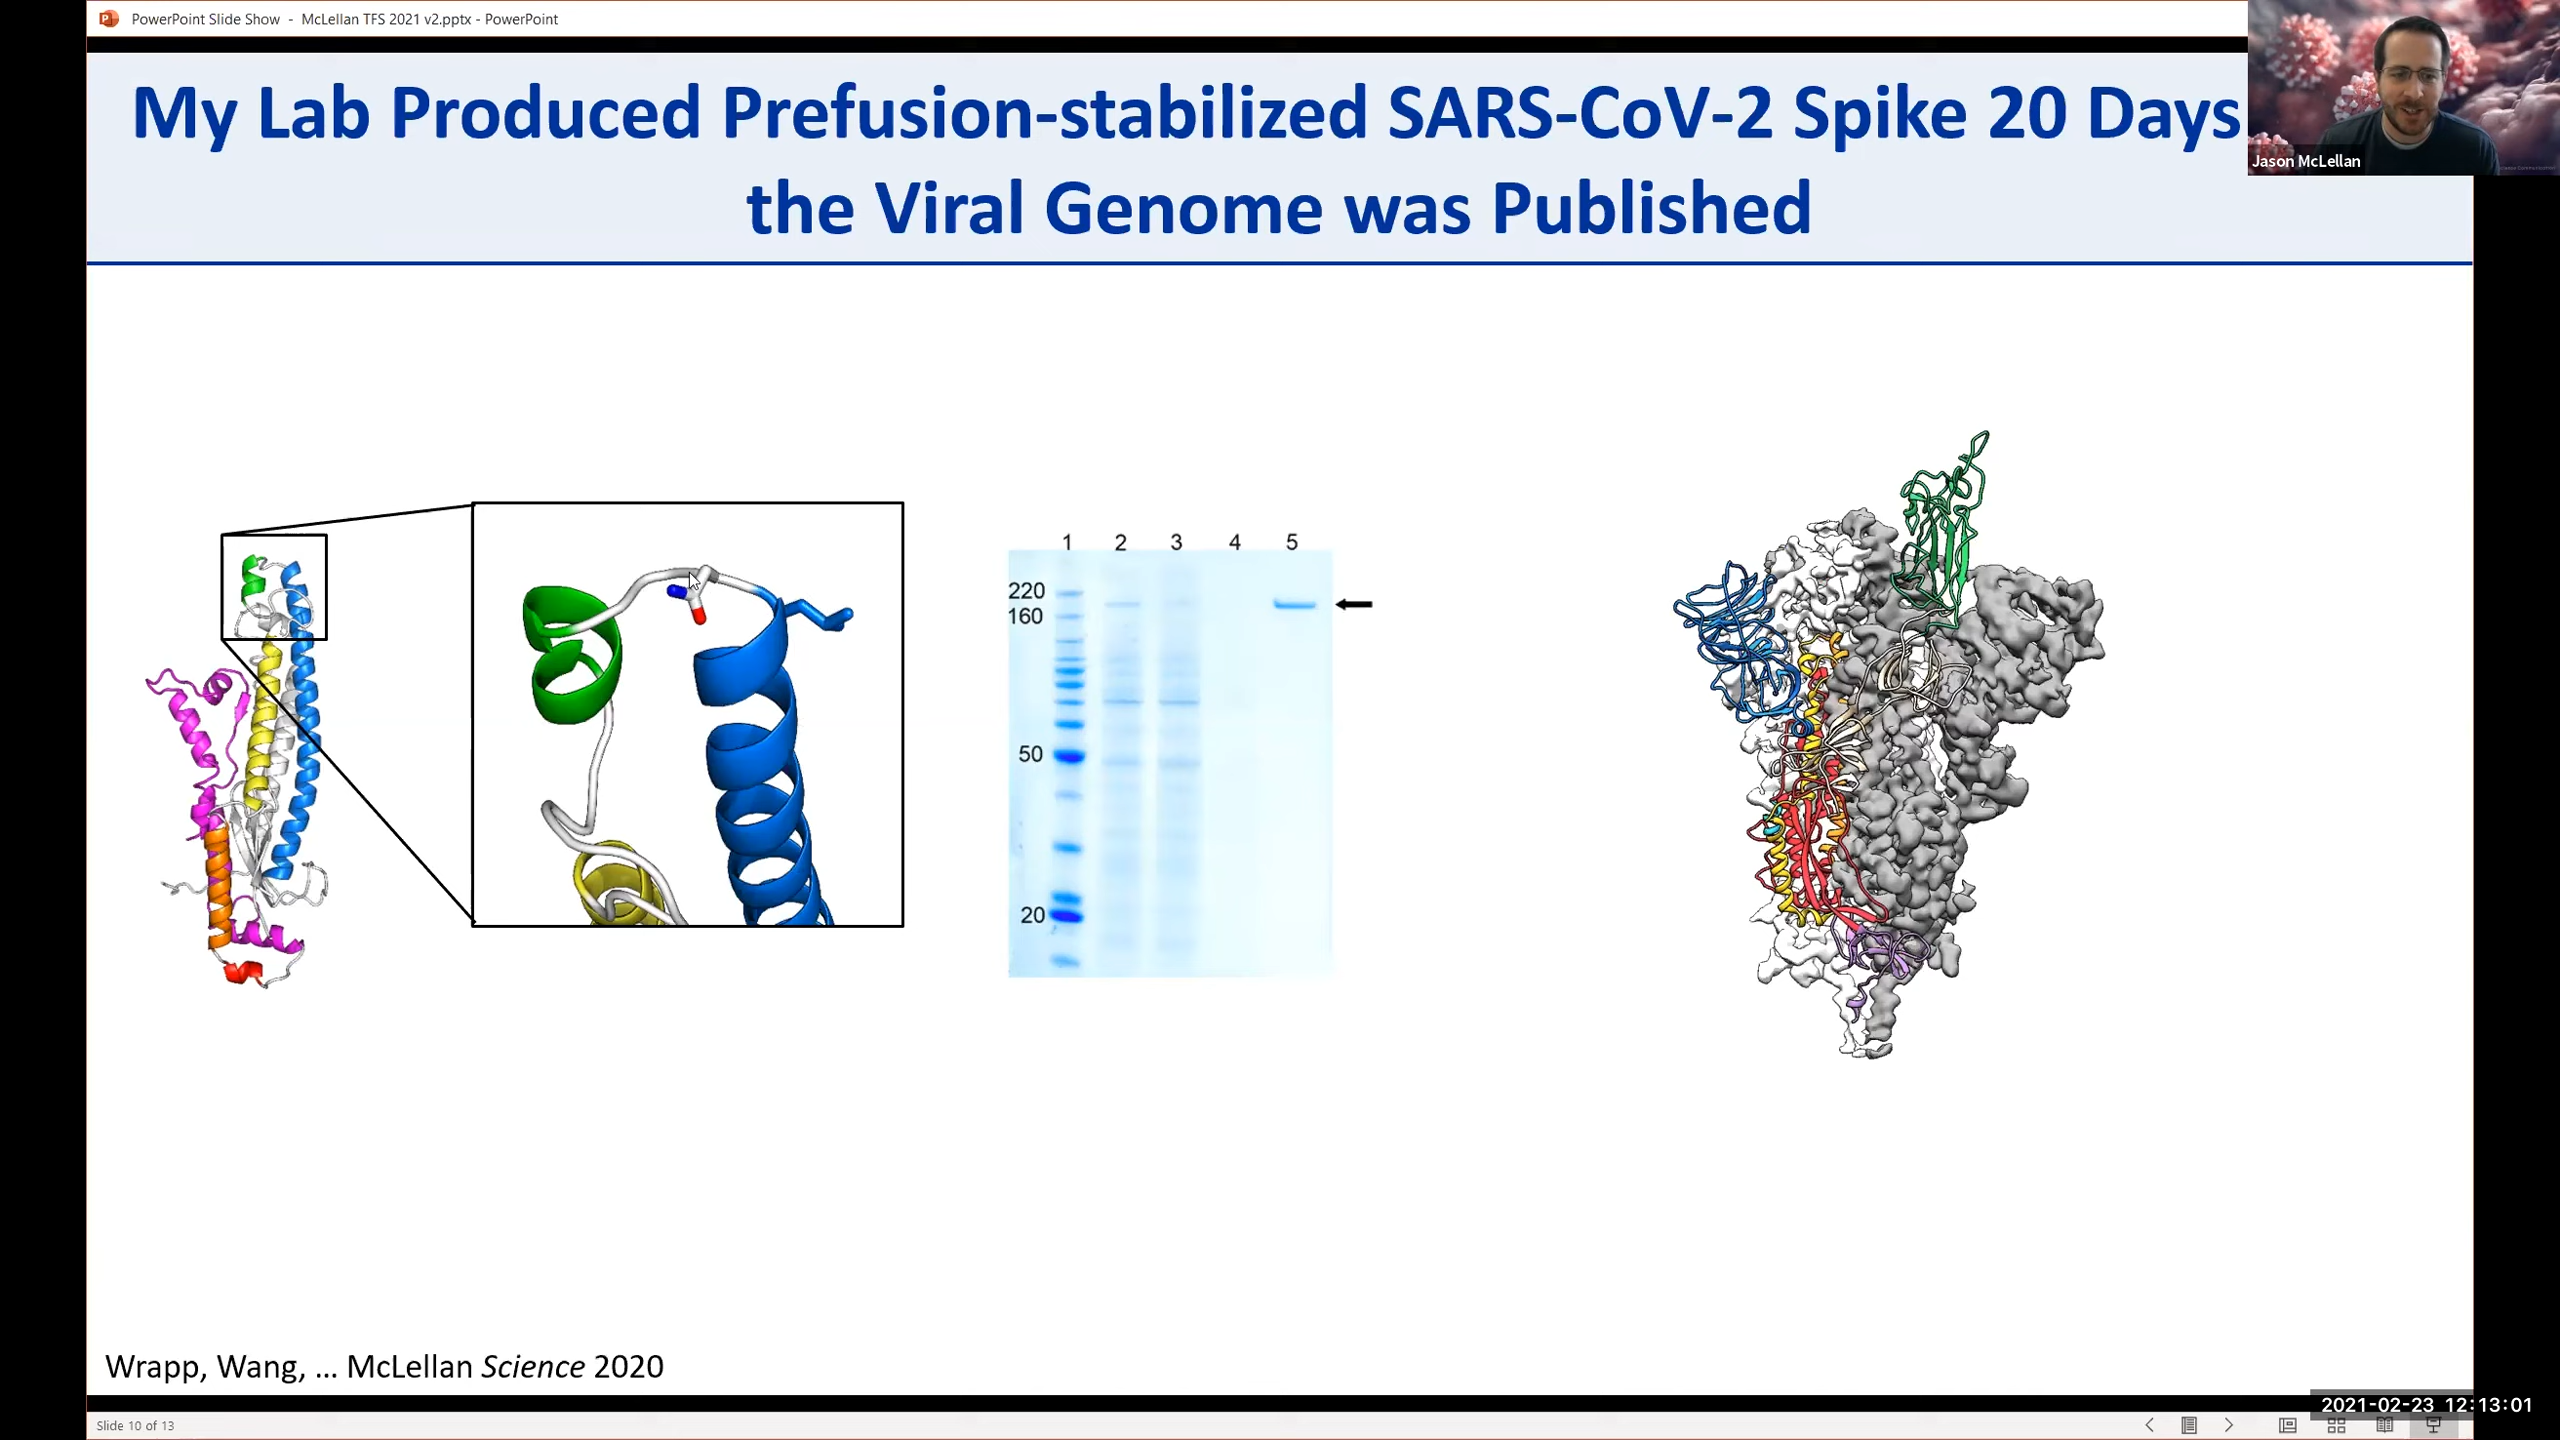 PowerPoint Slide Show - McLellan TFS 2021 v2.pptx - PowerPoint
My Lab Produced Prefusion-stabilized SARS-CoV-2 Spike 20 Days
the Viral Genome was Published
Jason McLellan
1 2 3 4 5
220
160
50
20
Wrapp, Wang, ... McLellan Science 2020
2021-02-23 12:13:01
Slide 10 of 13